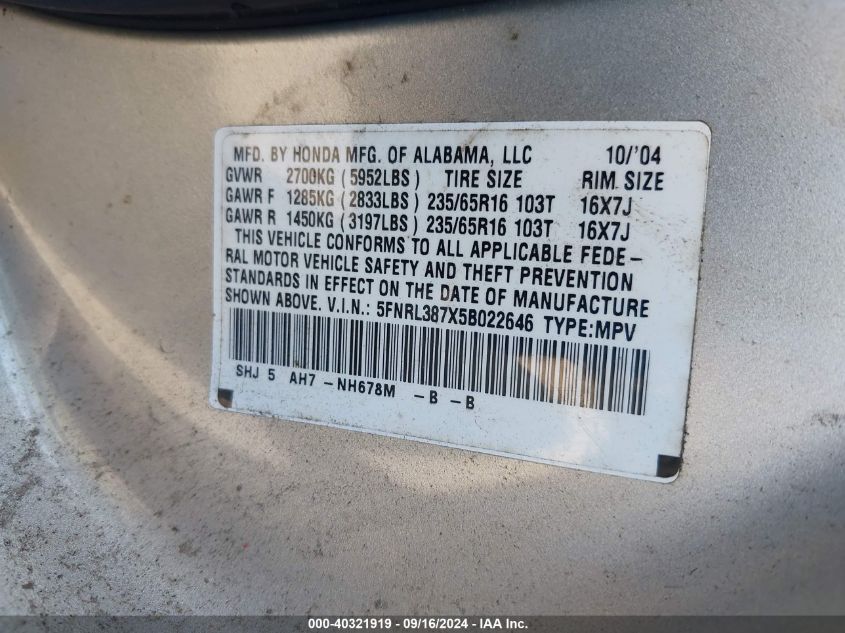 MFD. BY HONDA MFG. OF ALABAMA, LLC 10/'04
GVWR 2700KG (5952LBS) TIRE SIZE RIM SIZE
GAWR F 1285KG (2833LBS) 235/65R16 103T 16X7J
GAWR R 1450KG (3197LBS) 235/65R16 103T 16X7J
THIS VEHICLE CONFORMS TO ALL APPLICABLE FEDE-
RAL MOTOR VEHICLE SAFETY AND THEFT PREVENTION
STANDARDS IN EFFECT ON THE DATE OF MANUFACTURE
SHOWN ABOVE. V.I.N.: 5FNRL387X5B022646 TYPE:MPV
SHJ 5 AH7 -NH678M -B -B
000-40321919 - 09/16/2024 - IAA Inc.